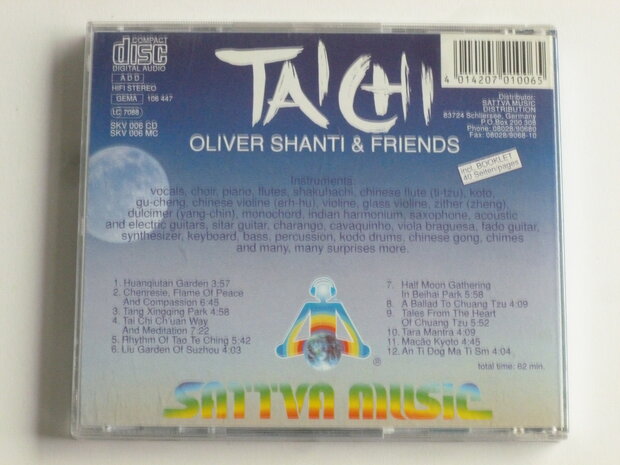 COMPACT
disc
DIGITAL AUDIO
ADD
HIFI STEREO
GEMA 106 447
LC 7088
SKV 006 CD
SKV 006 MC
TAI CHI
OLIVER SHANTI & FRIENDS
4 014207 010065
Distributor:
SATTVA MUSIC
DISTRIBUTION
83724 Schliersee, Germany
P.O.Box 200 308
Phone: 08028/90680
Fax: 08028/9068-10
incl. BOOKLET
40 Seiten/pages
Instruments:
vocals, choir, piano, flutes, shakuhachi, chinese flute (ti-tzu), koto,
gu-cheng, chinese violine (erh-hu), violine, glass violine, zither (zheng),
dulcimer (yang-chin), monochord, indian harmonium, saxophone, acoustic
and electric guitars, sitar guitar, charango, cavaquinho, viola braguesa, fado guitar,
synthesizer, keyboard, bass, percussion, kodo drums, chinese gong, chimes
and many, many surprises more.
1. Huanqiutan Garden 3:57
2. Chenresie, Flame Of Peace
And Compassion 6:45
3. Tang Xingqing Park 4:58
4. Tai Chi Ch'uan Way
And Meditation 7:22
5. Rhythm Of Tao Te Ching 5:42
6. Liu Garden Of Suzhou 4:03
7. Half Moon Gathering
In Beihai Park 5:58
8. A Ballad To Chuang Tzu 4:09
9. Tales From The Heart
Of Chuang Tzu 5:52
10. Tara Mantra 4:09
11. Macão Kyoto 4:45
12. An Ti Dog Ma Ti Sm 4:04
total time: 62 min.
®
SATTVA MUSIC